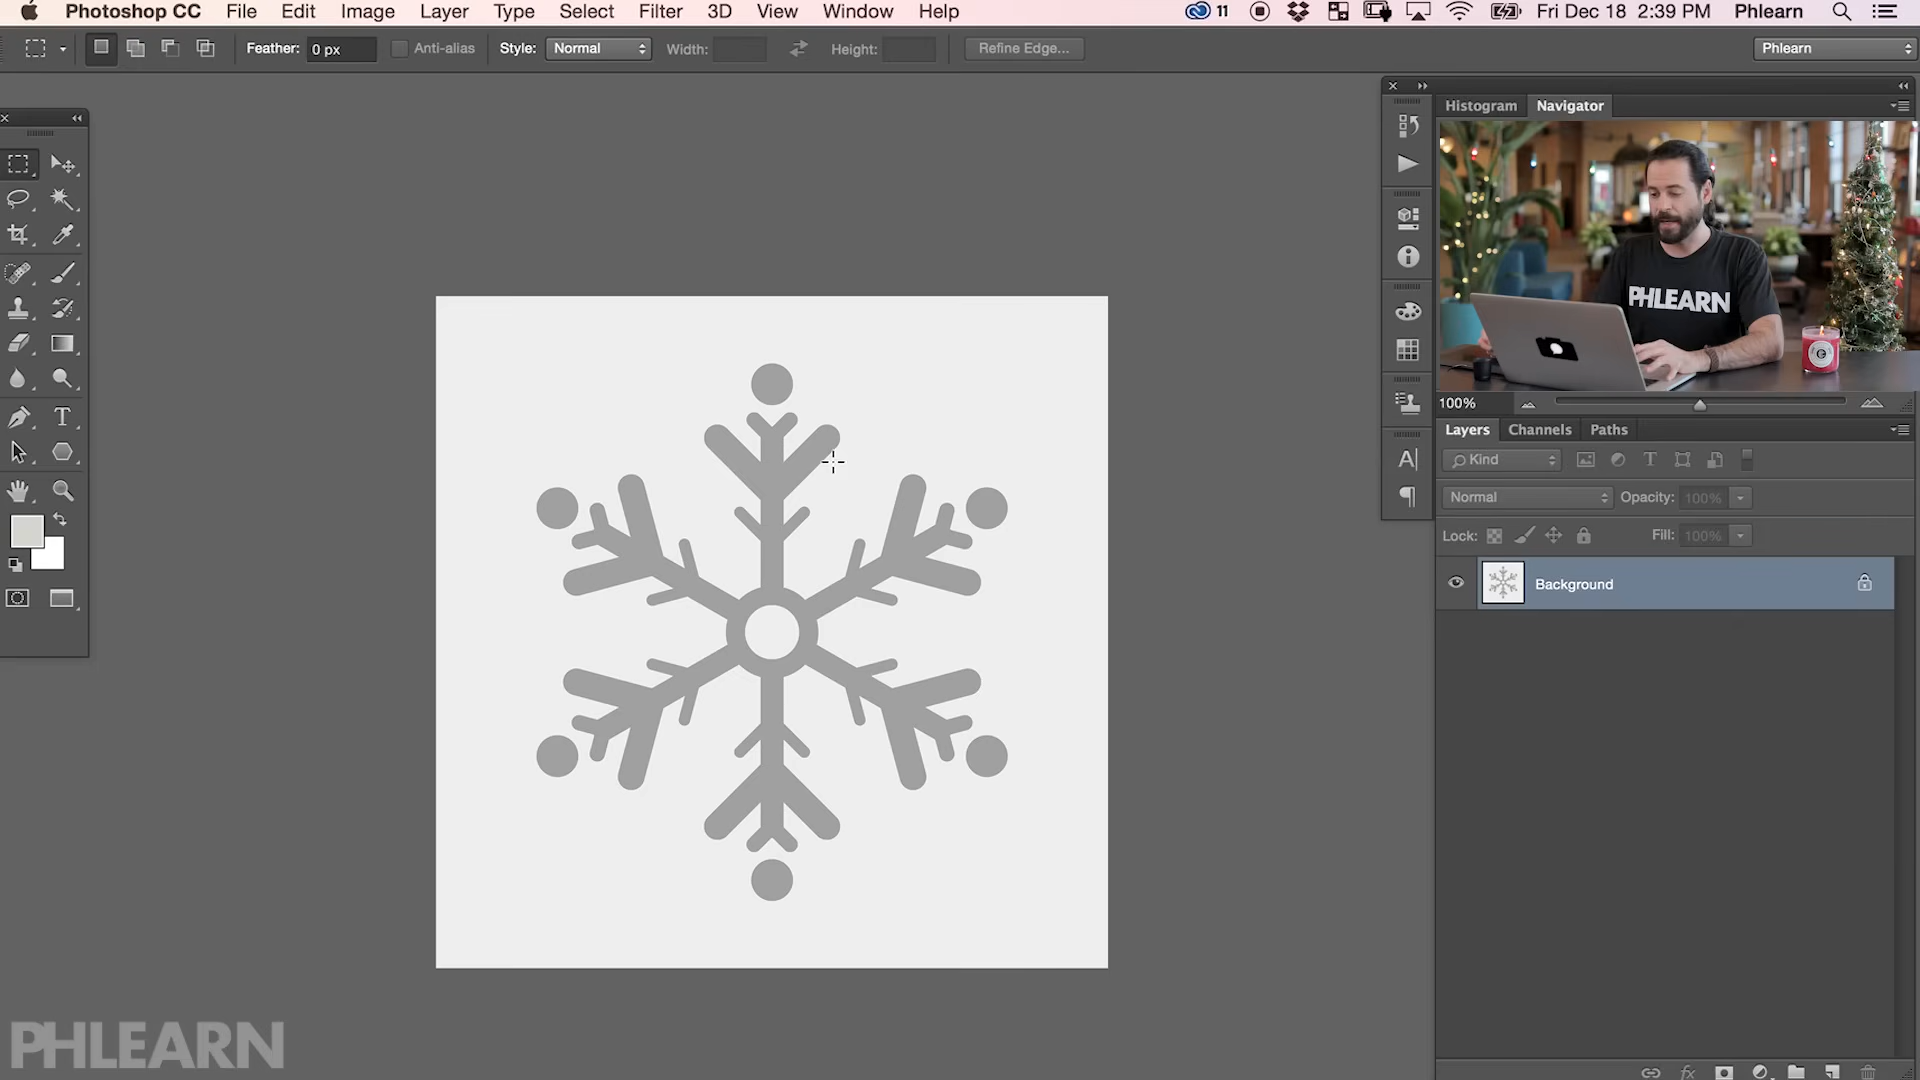 Photoshop CC File Edit Image Layer Type Select Filter 3D View Window Help 11 Fri Dec 18 2:39 PM Phlearn
Feather: 0 px Anti-alias Style: Normal Width: Height: Refine Edge... Phlearn
Histogram Navigator
PHLEARN
100%
Layers Channels Paths
Kind
Normal Opacity: 100%
Lock: Fill: 100%
Background
PHLEARN